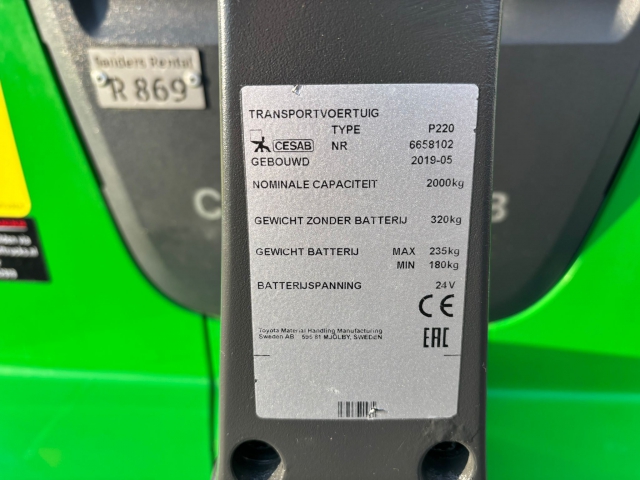 Smiders Rental
R 869
TRANSPORTVOERTUIG
TYPE P220
CESAB NR 6658102
GEBOUWD 2019-05
NOMINALE CAPACITEIT 2000kg
GEWICHT ZONDER BATTERIJ 320kg
GEWICHT BATTERIJ MAX 235kg
MIN 180kg
BATTERIJSPANNING 24V
CE
EAC
Toyota Material Handling Manufacturing
Sweden AB 595 81 MJÖLBY, SWEDEN